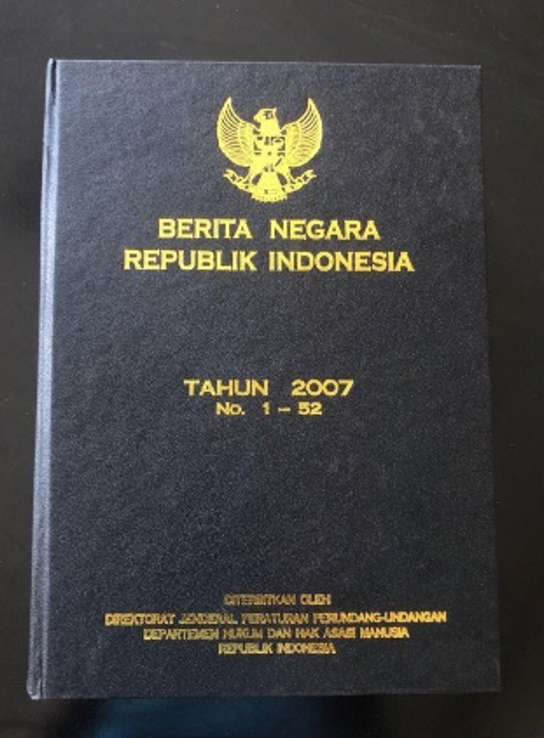 BERITA NEGARA
REPUBLIK INDONESIA
TAHUN 2007
No. 1 – 52
DITERBITKAN OLEH
DIREKTORAT JENDERAL PERATURAN PERUNDANG-UNDANGAN
DEPARTEMEN HUKUM DAN HAK ASASI MANUSIA
REPUBLIK INDONESIA